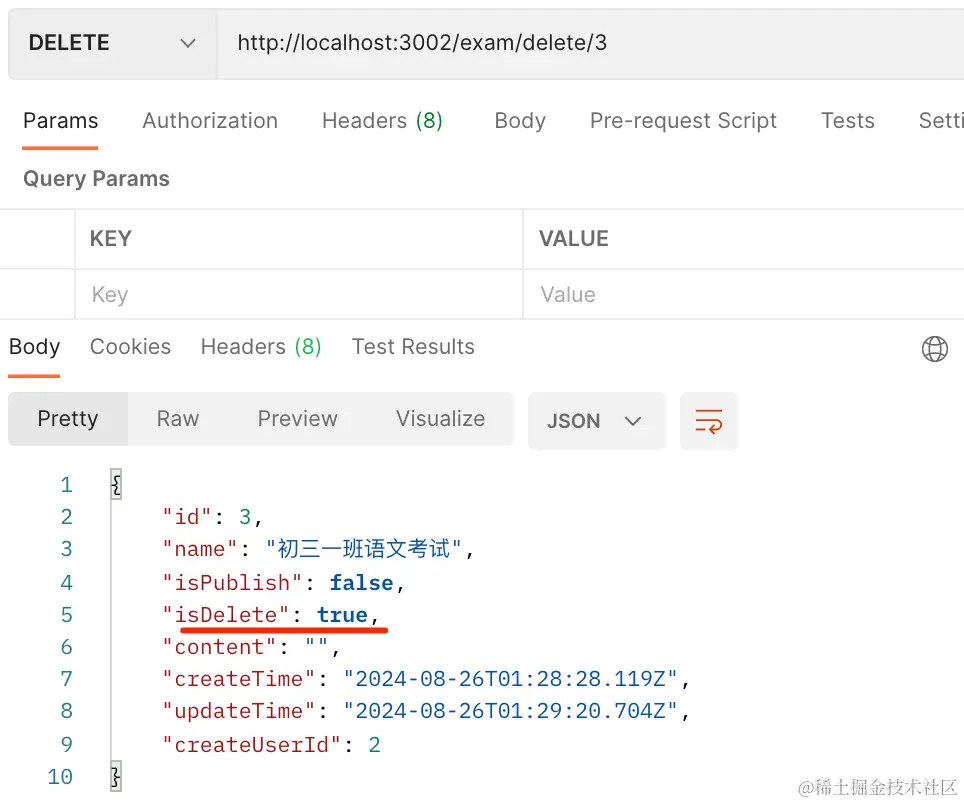 DELETE http://localhost:3002/exam/delete/3
Params Authorization Headers (8) Body Pre-request Script Tests Setti
Query Params
KEY VALUE
Key Value
Body Cookies Headers (8) Test Results
Pretty Raw Preview Visualize JSON
1 {
2 "id": 3,
3 "name": "初三一班语文考试",
4 "isPublish": false,
5 "isDelete": true,
6 "content": "",
7 "createTime": "2024-08-26T01:28:28.119Z",
8 "updateTime": "2024-08-26T01:29:20.704Z",
9 "createUserId": 2
10 }
@稀土掘金技术社区